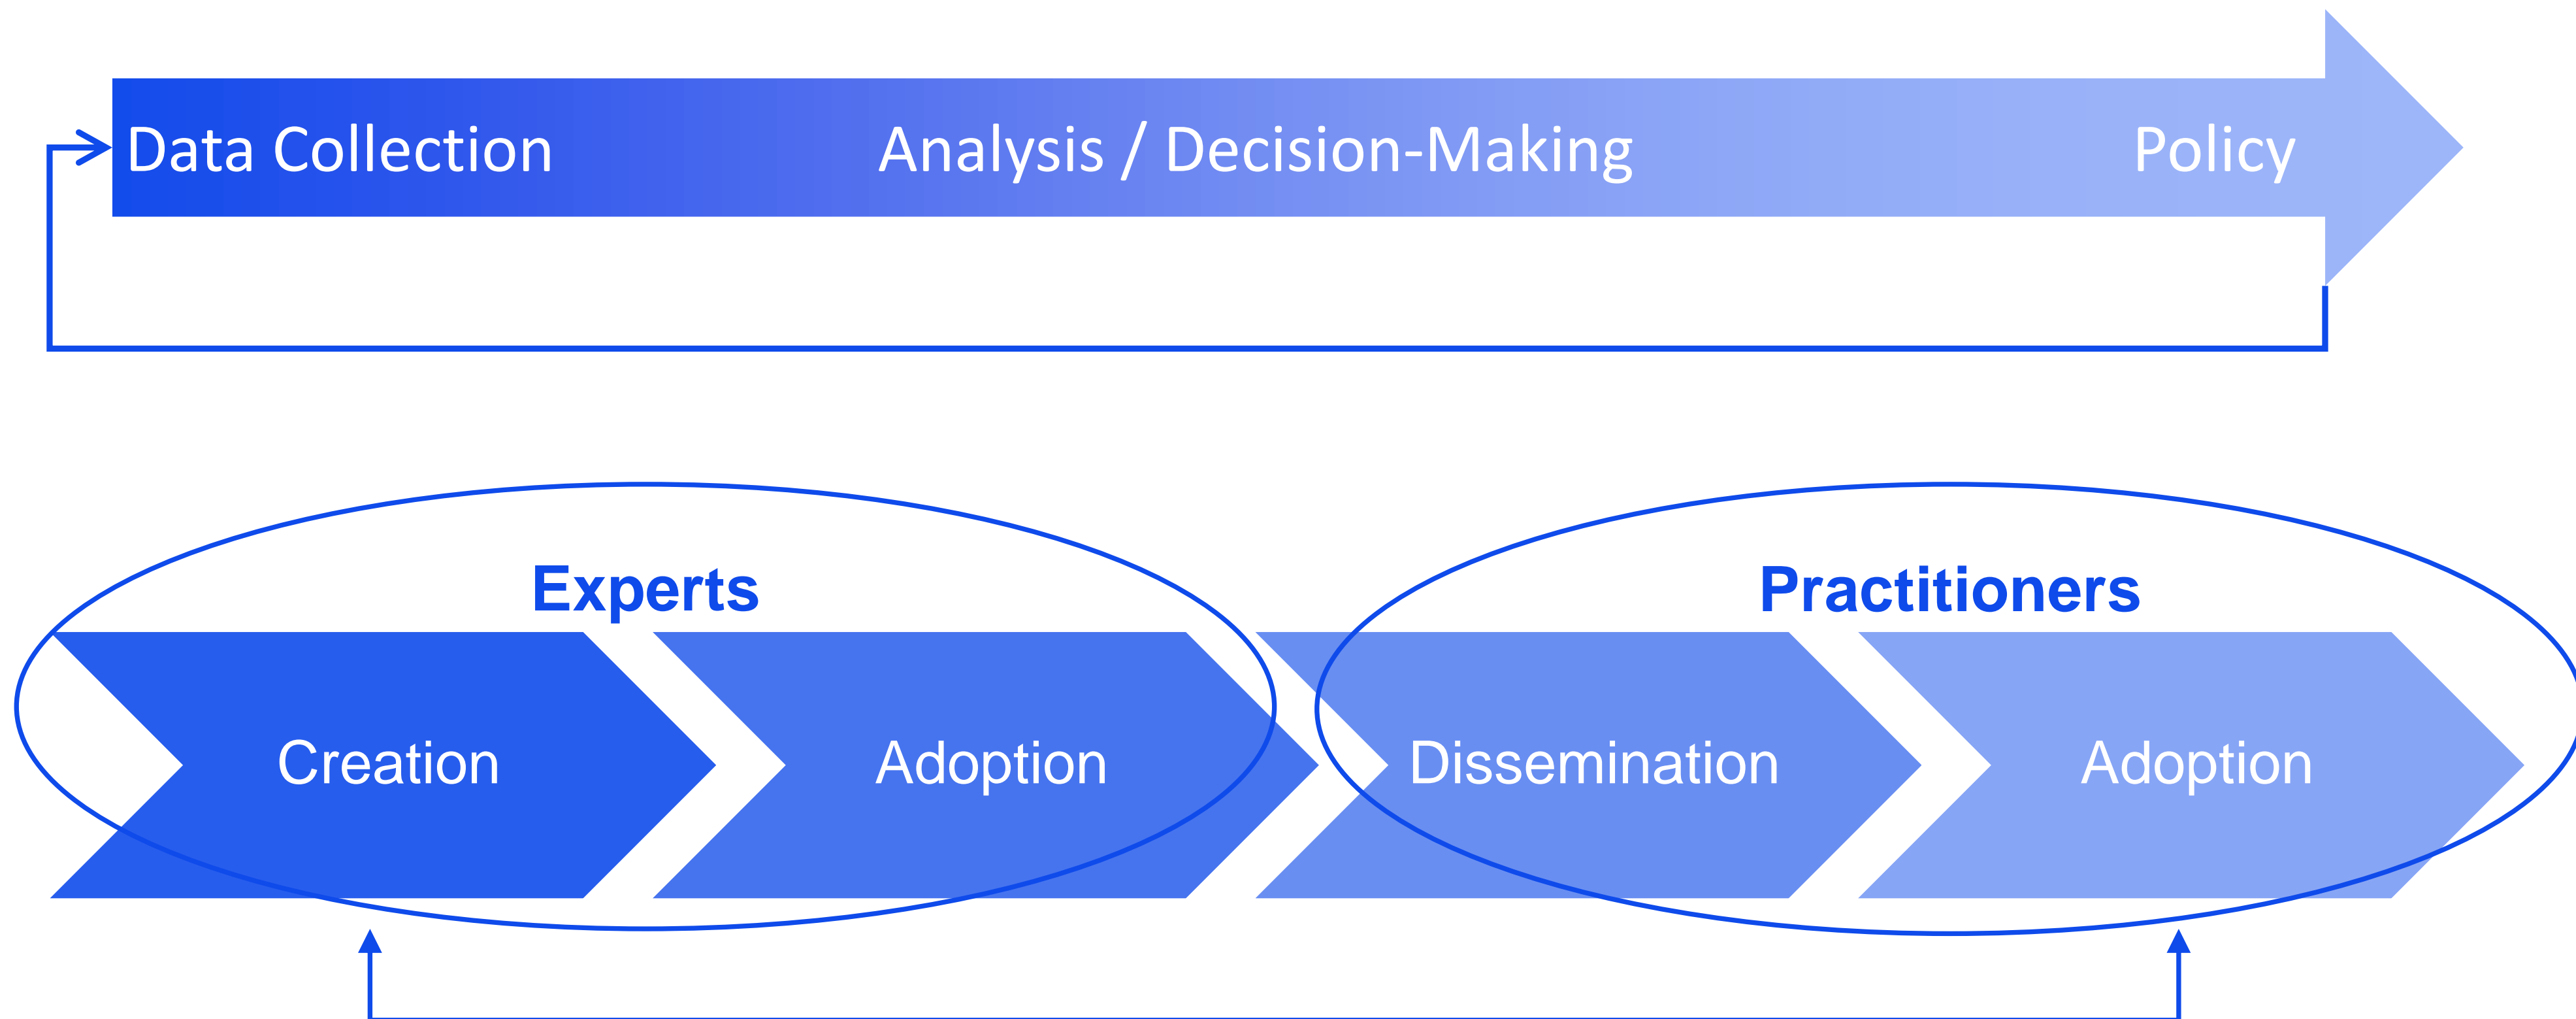 Data Collection
Analysis / Decision-Making
Policy
Experts
Practitioners
Creation
Adoption
Dissemination
Adoption